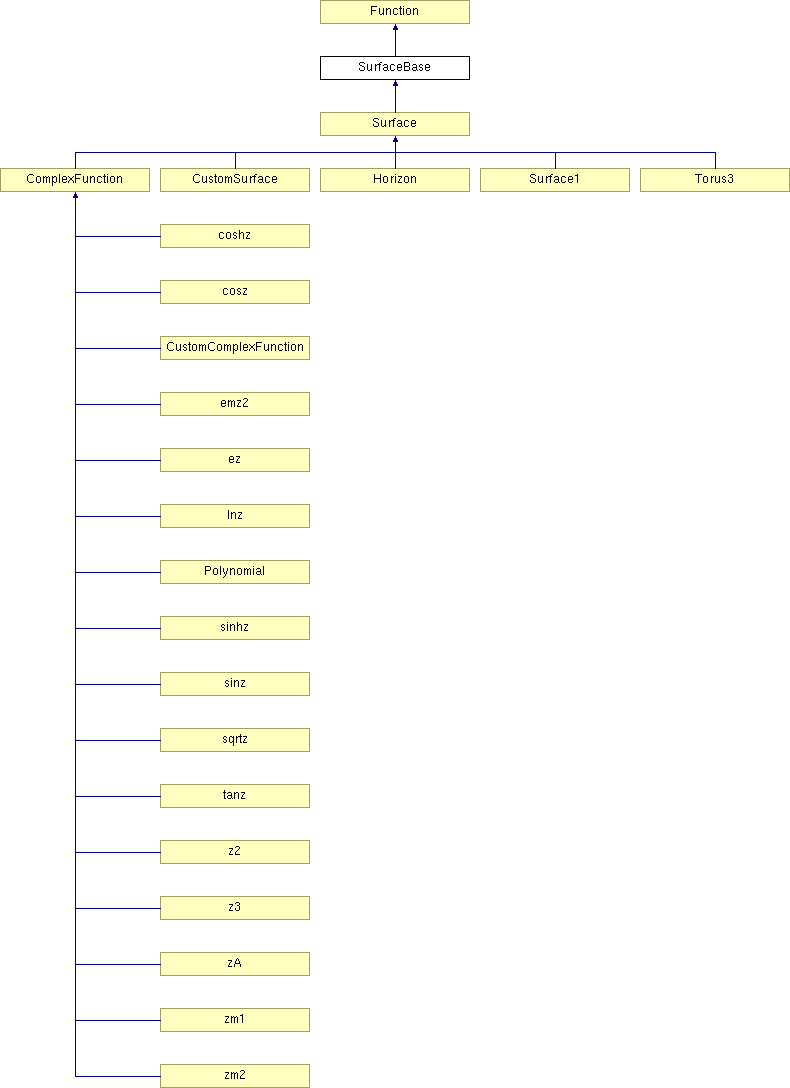 Function
SurfaceBase
Surface
ComplexFunction CustomSurface Horizon Surface1 Torus3
coshz
cosz
CustomComplexFunction
emz2
ez
lnz
Polynomial
sinhz
sinz
sqrtz
tanz
z2
z3
zA
zm1
zm2